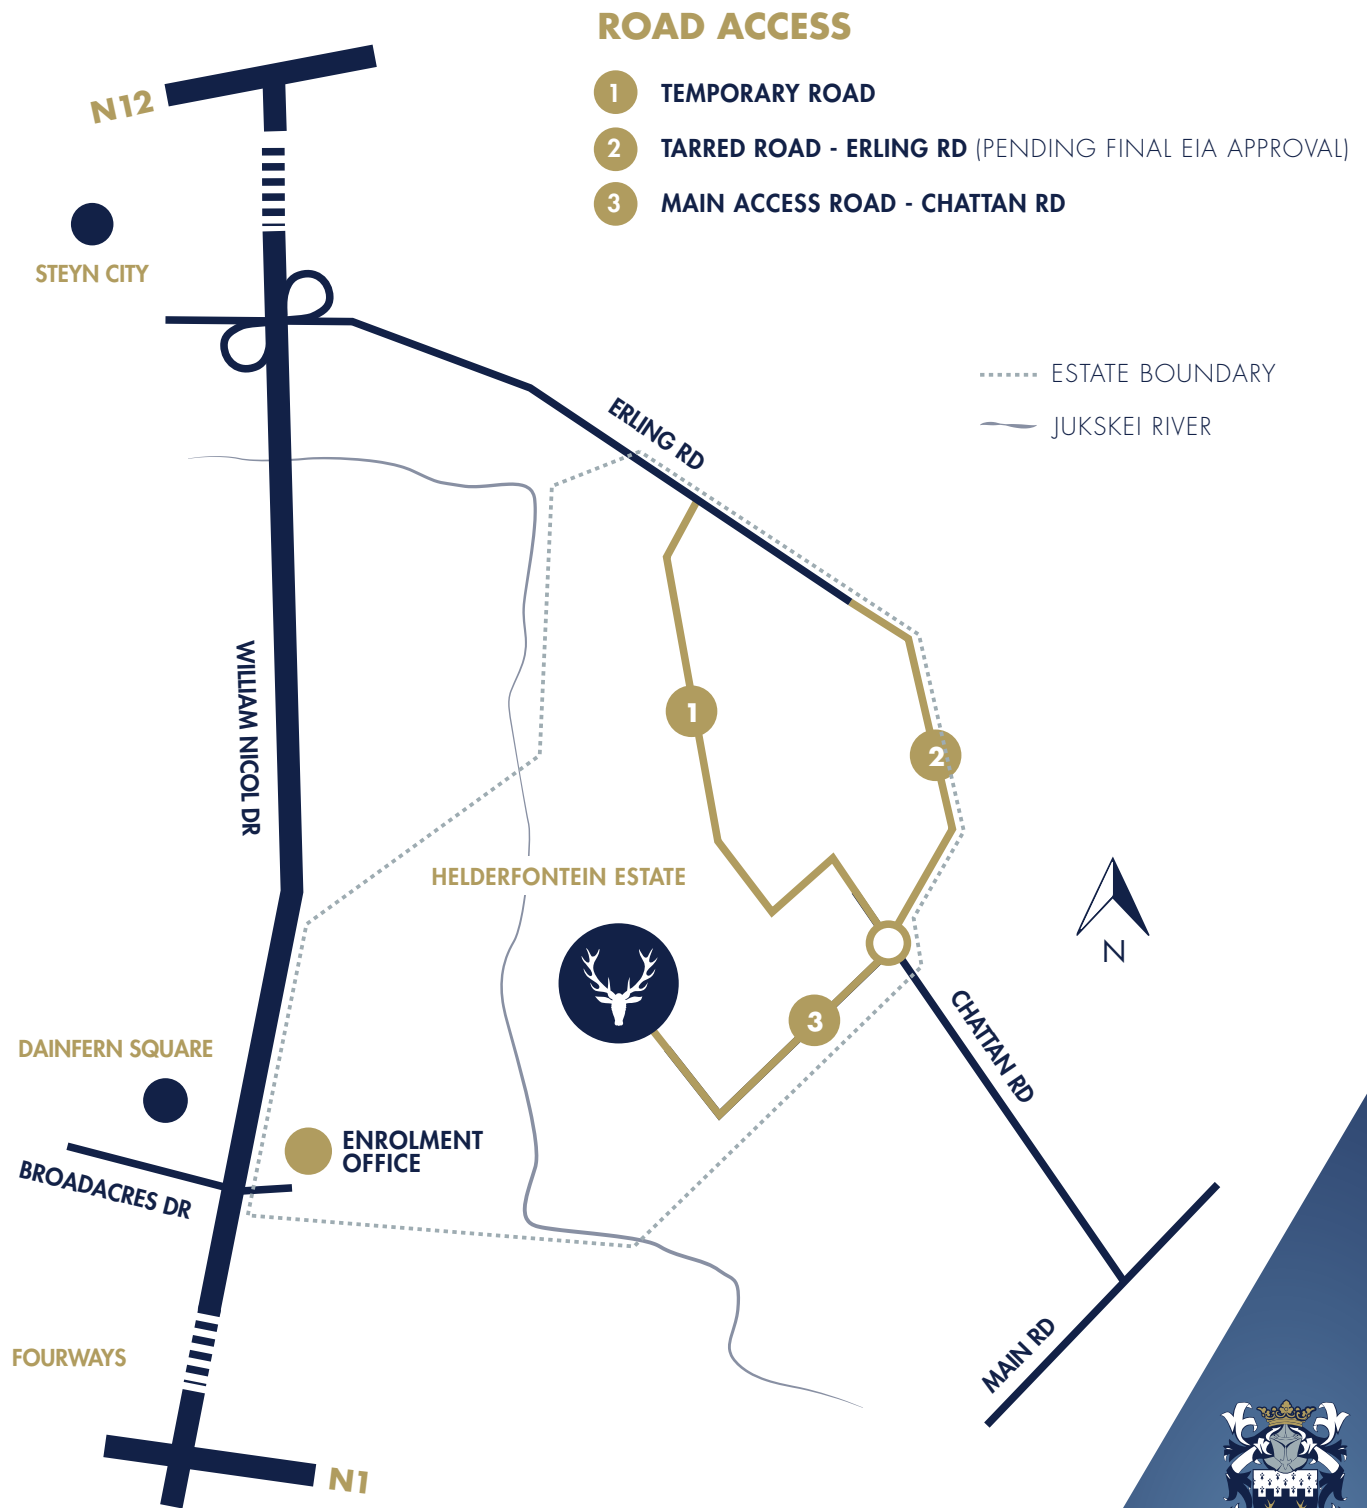 ROAD ACCESS
1 TEMPORARY ROAD
2 TARRED ROAD - ERLING RD (PENDING FINAL EIA APPROVAL)
3 MAIN ACCESS ROAD - CHATTAN RD
N12
STEYN CITY
ESTATE BOUNDARY
JUKSKEI RIVER
ERLING RD
WILLIAM NICOL DR
1
2
HELDERFONTEIN ESTATE
N
3
CHATTAN RD
DAINFERN SQUARE
ENROLMENT
OFFICE
BROADACRES DR
MAIN RD
FOURWAYS
N1